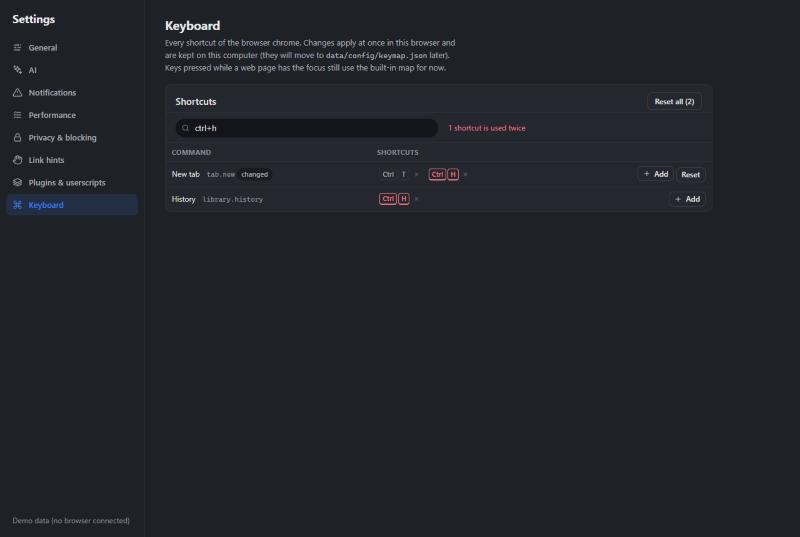 Settings
General
AI
Notifications
Performance
Privacy & blocking
Link hints
Plugins & userscripts
Keyboard
Demo data (no browser connected)
Keyboard
Every shortcut of the browser chrome. Changes apply at once in this browser and
are kept on this computer (they will move to data/config/keymap.json later).
Keys pressed while a web page has the focus still use the built-in map for now.
Shortcuts Reset all (2)
ctrl+h 1 shortcut is used twice
COMMAND SHORTCUTS
New tab tab.new changed Ctrl T × Ctrl H × + Add Reset
History library.history Ctrl H × + Add